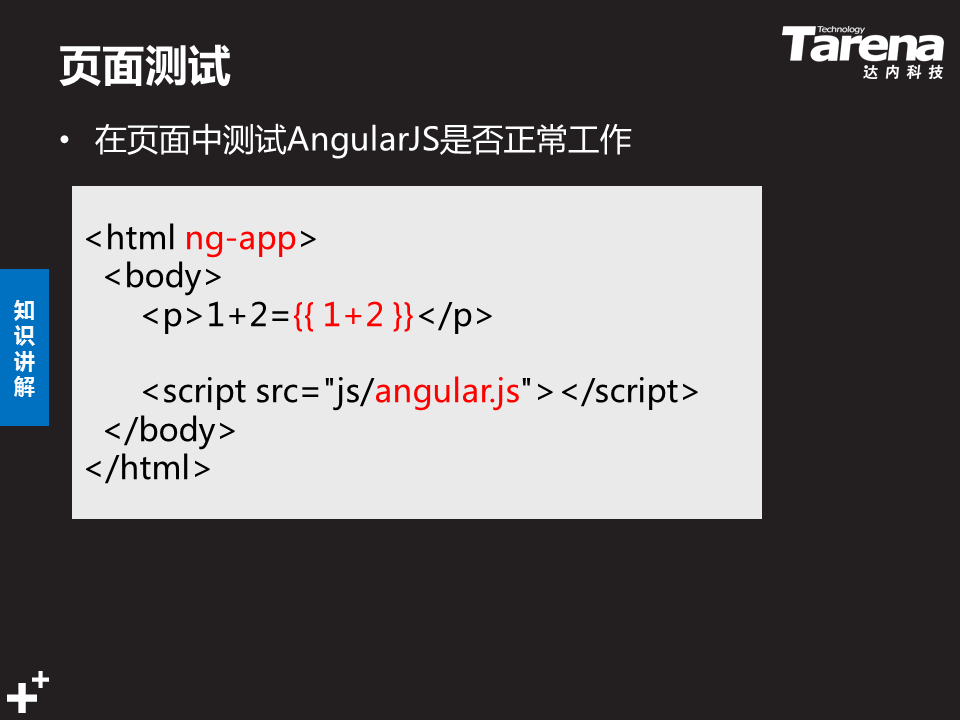 页面测试
Technology
Tarena
达内科技
• 在页面中测试AngularJS是否正常工作
<html ng-app>
<body>
<p>1+2={{ 1+2 }}</p>
<script src="js/angular.js"></script>
</body>
</html>
知识讲解